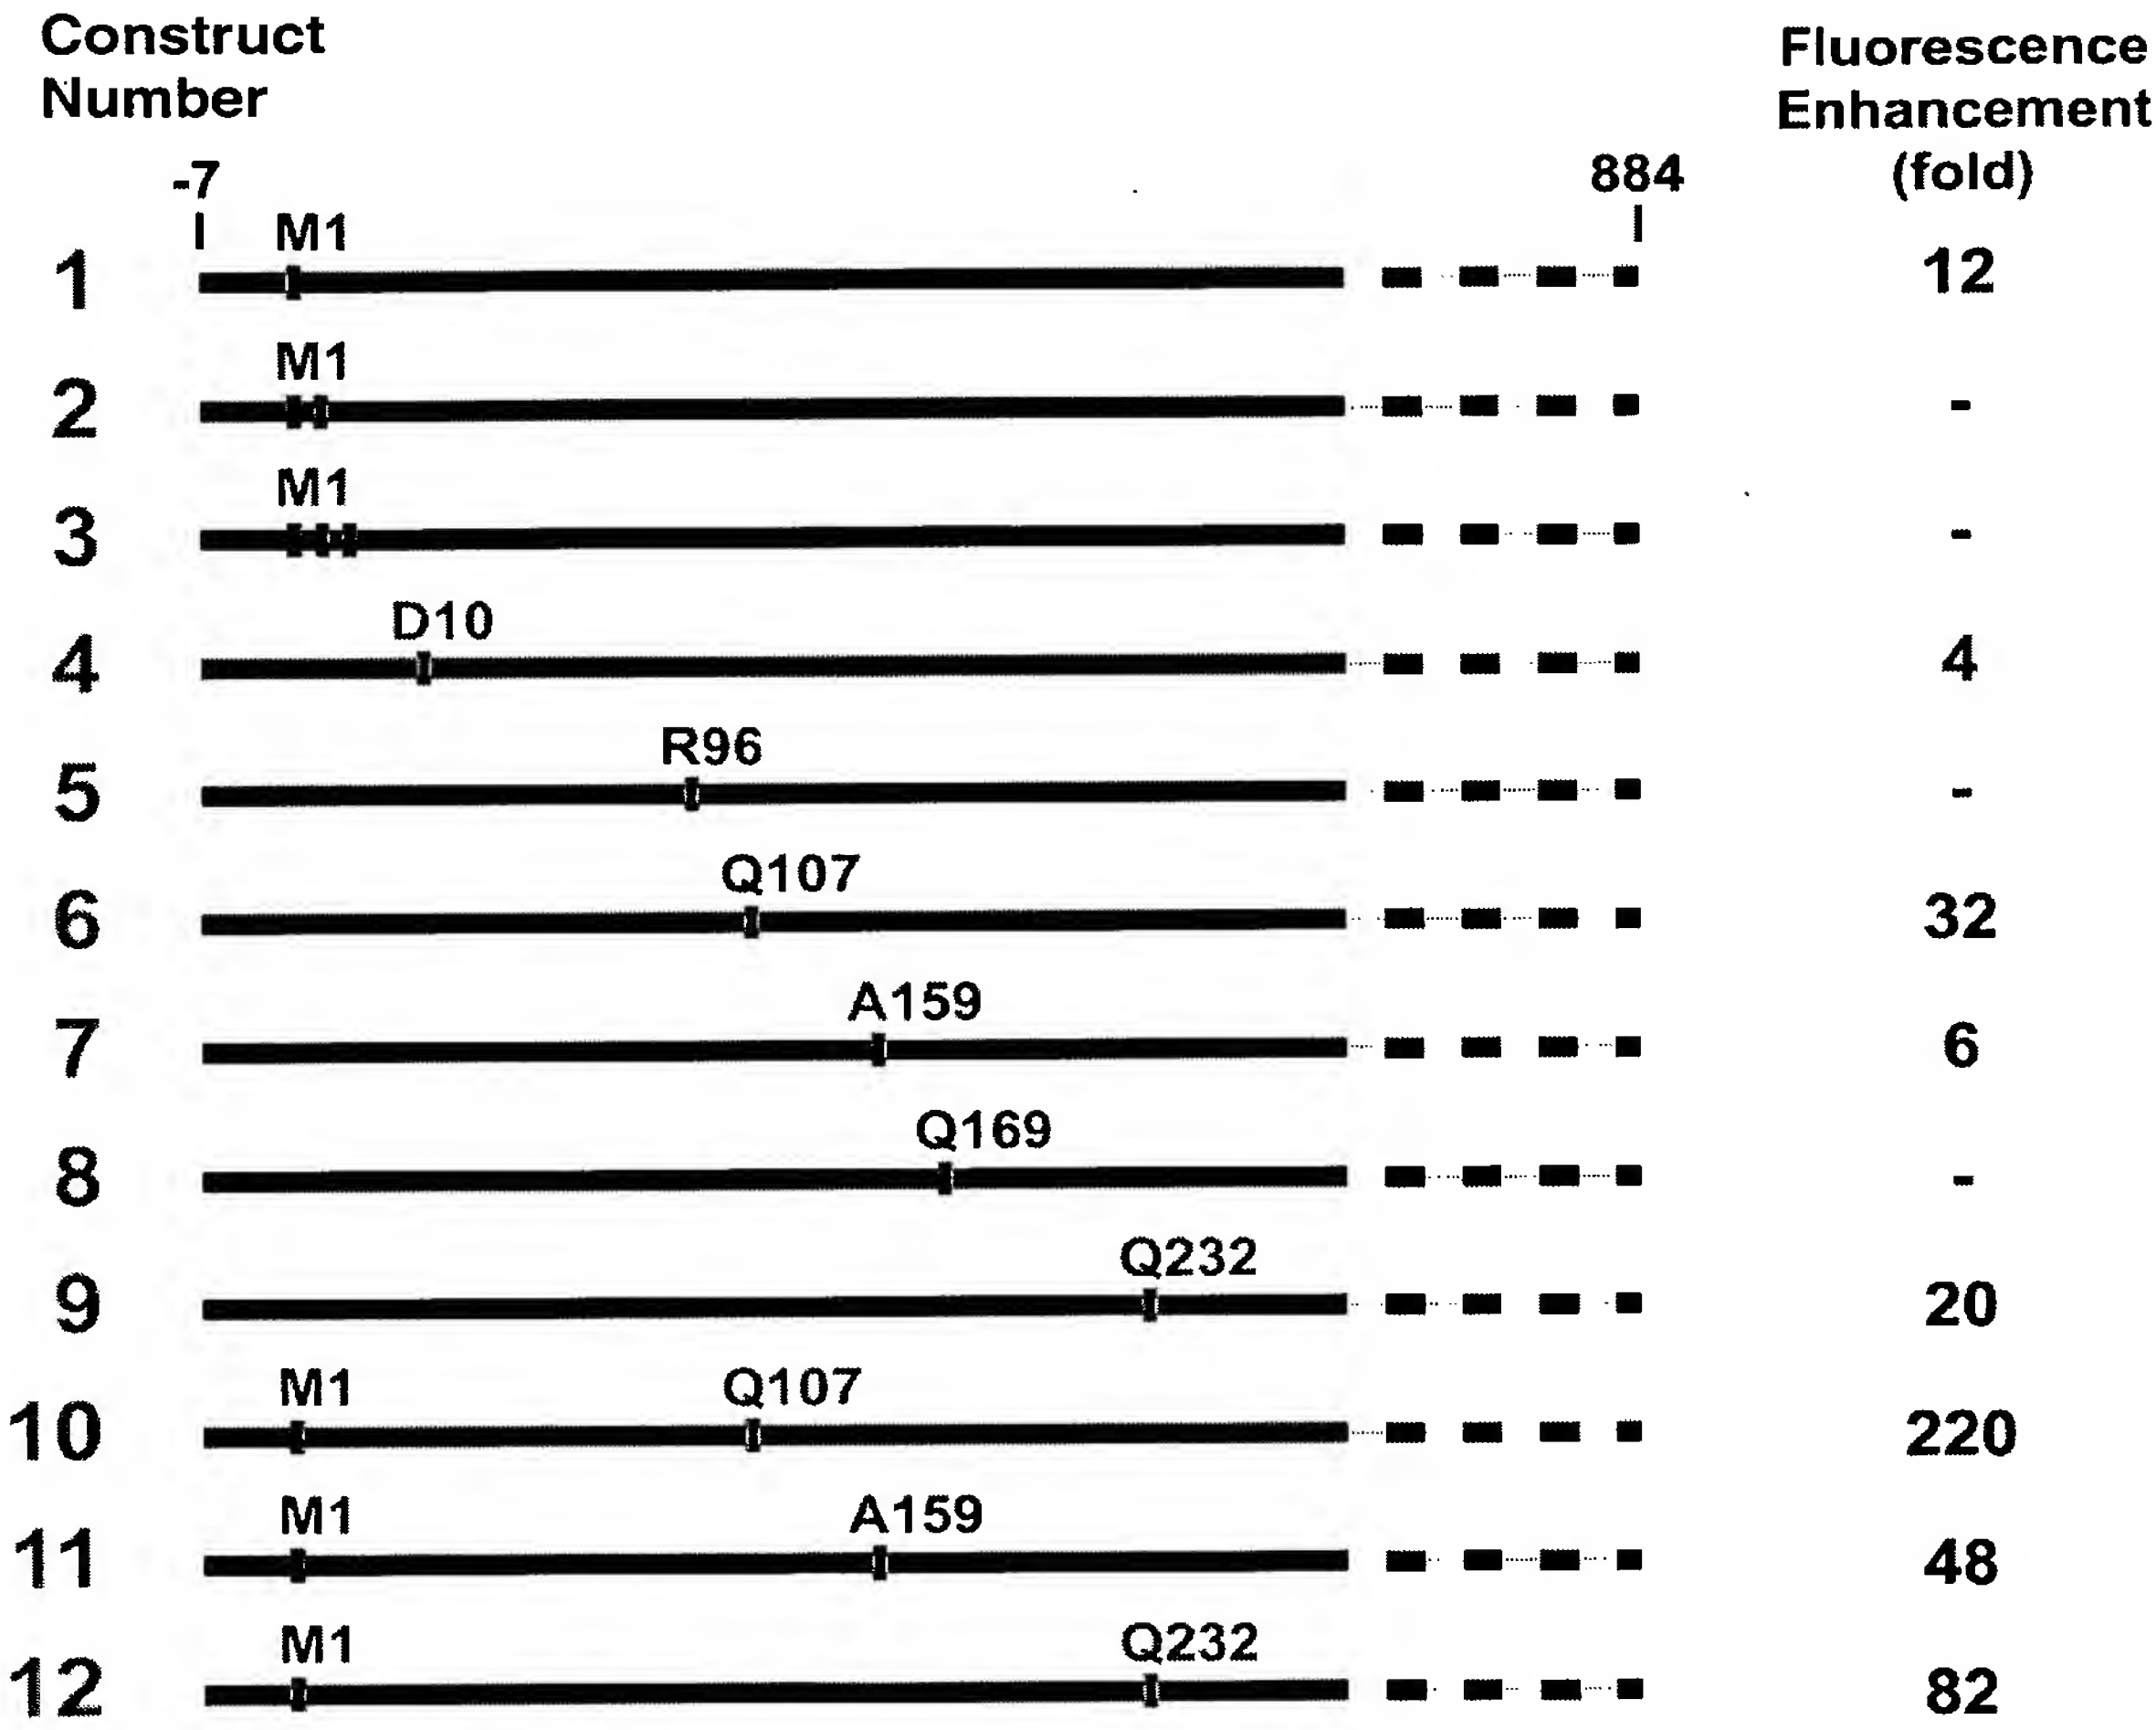 Construct
Number
Fluorescence
Enhancement
(fold)
-7
884
M1
1
12
M1
2
-
M1
3
-
D10
4
4
R96
5
-
Q107
6
32
A159
7
6
Q169
8
-
Q232
9
20
M1 Q107
10
220
M1 A159
11
48
M1 Q232
12
82